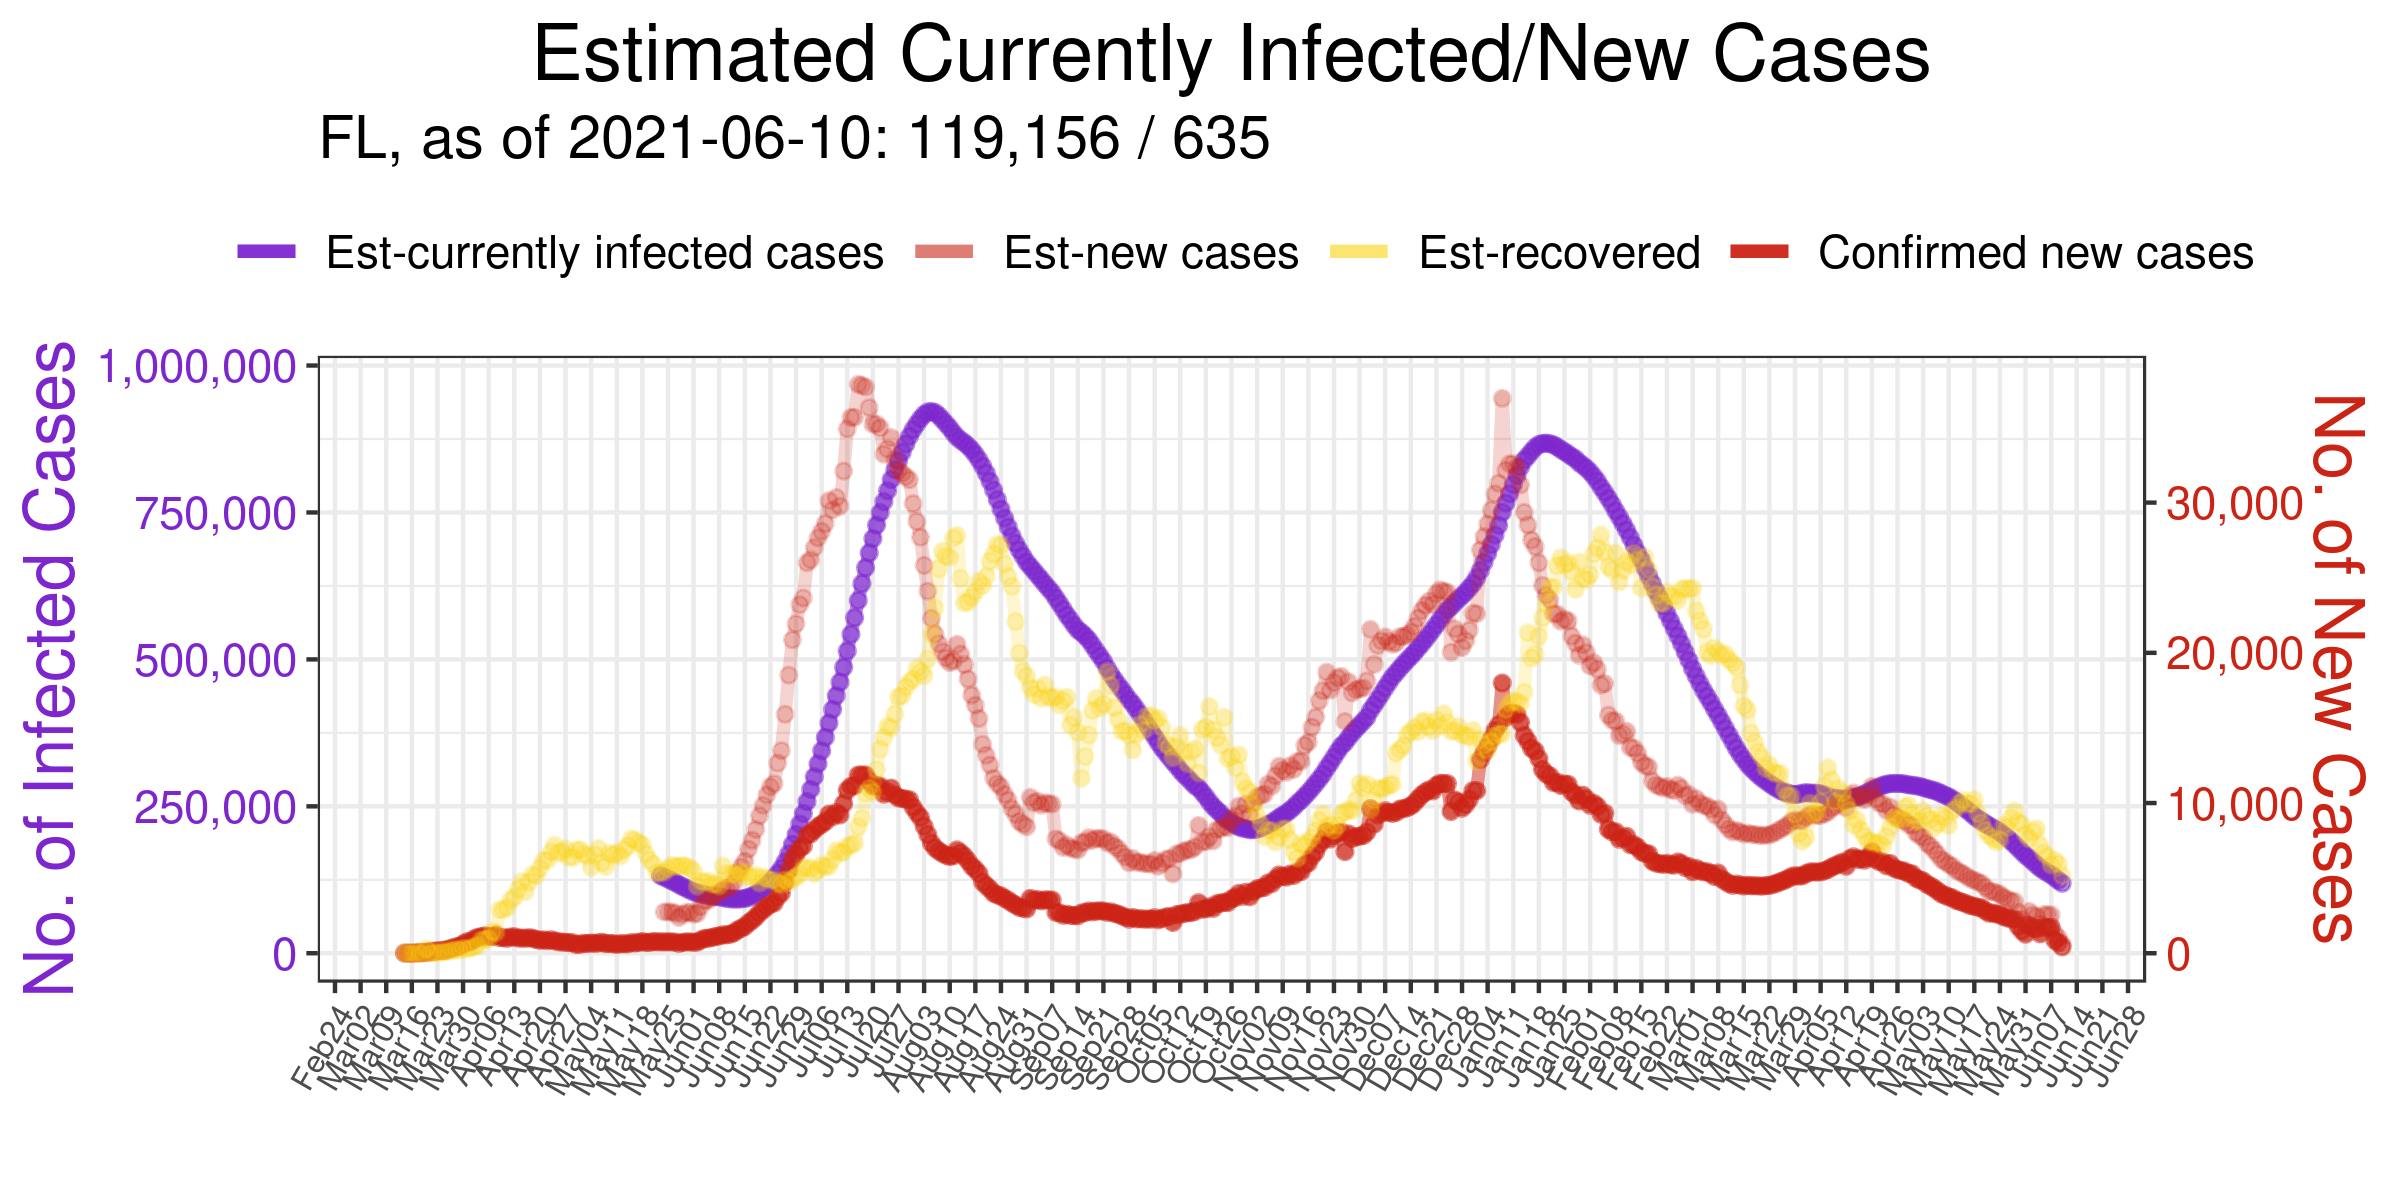 Estimated Currently Infected/New Cases
FL, as of 2021-06-10: 119,156 / 635
Est-currently infected cases Est-new cases Est-recovered Confirmed new cases
No. of Infected Cases
1,000,000
750,000
500,000
250,000
0
30,000
20,000
10,000
0
No. of New Cases
Feb24 Mar02 Mar09 Mar16 Mar23 Mar30 Apr06 Apr13 Apr20 Apr27 May04 May11 May18 May25 Jun01 Jun08 Jun15 Jun22 Jun29 Jul06 Jul13 Jul20 Jul27 Aug03 Aug10 Aug17 Aug24 Aug31 Sep07 Sep14 Sep21 Sep28 Oct05 Oct12 Oct19 Oct26 Nov02 Nov09 Nov16 Nov23 Nov30 Dec07 Dec14 Dec21 Dec28 Jan04 Jan11 Jan18 Jan25 Feb01 Feb08 Feb15 Feb22 Mar01 Mar08 Mar15 Mar22 Mar29 Apr05 Apr12 Apr19 Apr26 May03 May10 May17 May24 May31 Jun07 Jun14 Jun21 Jun28